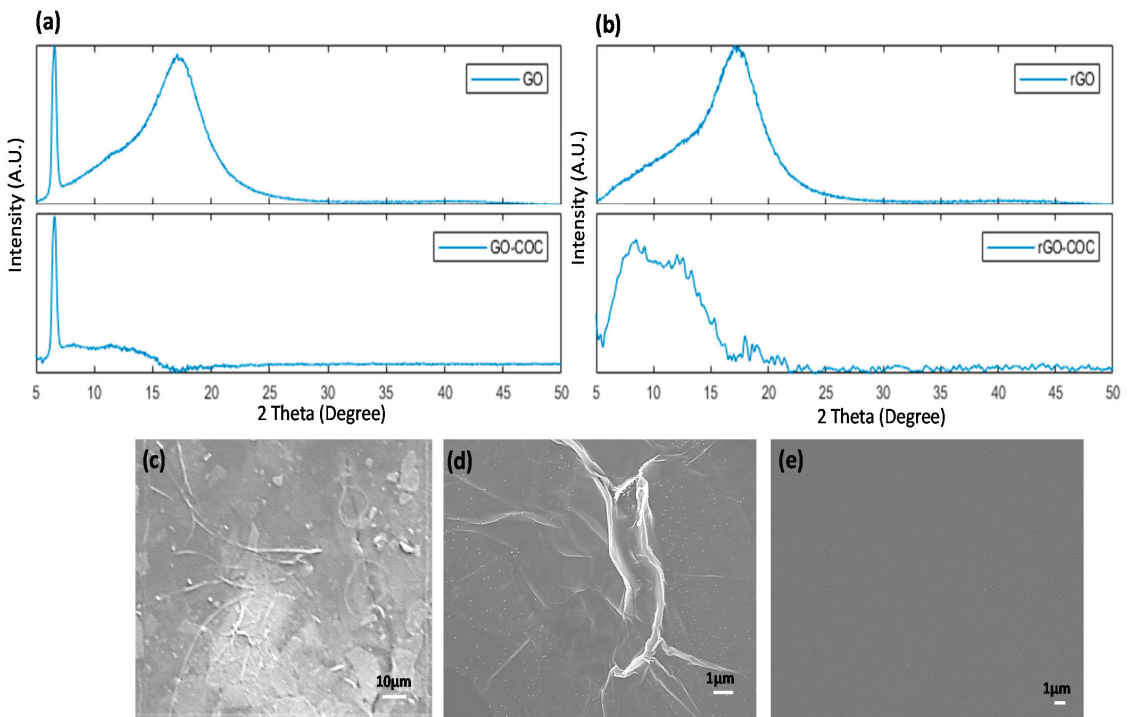 (a)
(b)
GO
rGO
Intensity (A.U.)
Intensity (A.U.)
GO-COC
rGO-COC
5 10 15 20 25 30 35 40 45 50
5 10 15 20 25 30 35 40 45 50
2 Theta (Degree)
2 Theta (Degree)
(c)
(d)
(e)
10μm
1μm
1μm